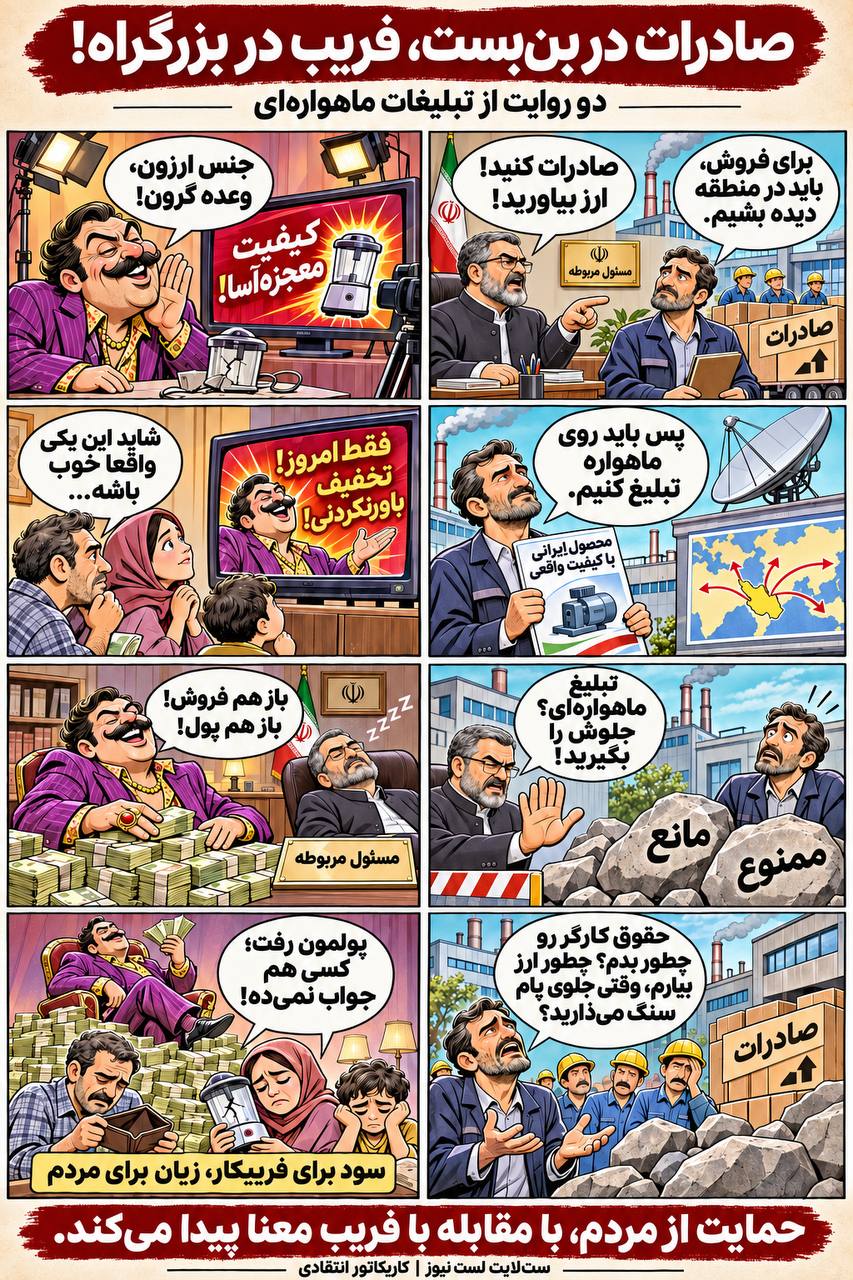 صادرات در بن‌بست، فریب در بزرگراه!
دو روایت از تبلیغات ماهواره‌ای
برای فروش،
باید در منطقه
دیده بشیم.
صادرات کنید!
ارز بیاورید!
مسئول مربوطه
صادرات
جنس ارزون،
وعده گرون!
کیفیت
معجزه‌آسا!
پس باید روی
ماهواره
تبلیغ کنیم.
محصول ایرانی
با کیفیت واقعی
شاید این یکی
واقعا خوب
باشه...
فقط امروز!
تخفیف
باورنکردنی!
تبلیغ
ماهواره‌ای؟
جلوش را
بگیرید!
مانع
ممنوع
باز هم فروش!
باز هم پول!
zzzz
مسئول مربوطه
حقوق کارگر رو
چطور بدم؟ چطور ارز
بیارم، وقتی جلوی پام
سنگ می‌ذارید؟
صادرات
پولمون رفت؛
کسی هم
جواب نمی‌ده!
سود برای فریبکار، زیان برای مردم
حمایت از مردم، با مقابله با فریب معنا پیدا می‌کند.
ست‌لایت لست نیوز | کاریکاتور انتقادی